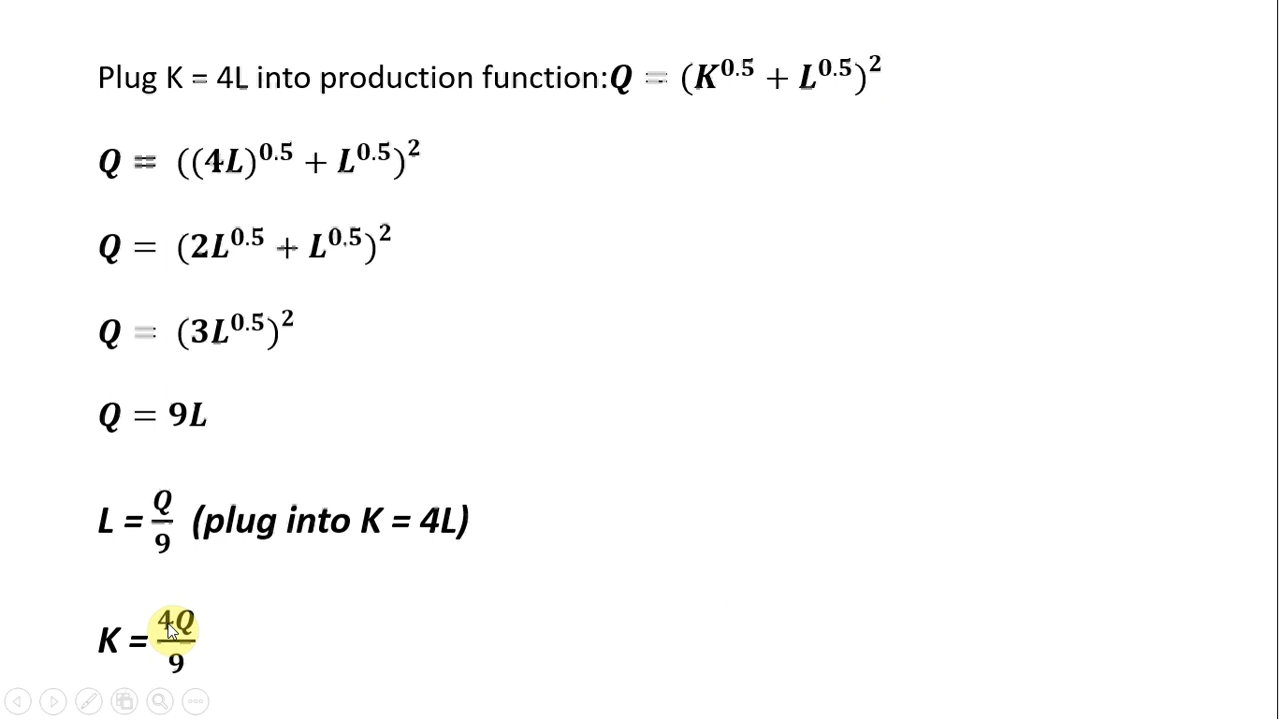 Plug K = 4L into production function: Q = (K^0.5 + L^0.5)^2
Q = ((4L)^0.5 + L^0.5)^2
Q = (2L^0.5 + L^0.5)^2
Q = (3L^0.5)^2
Q = 9L
L = Q/9 (plug into K = 4L)
K = 4Q/9